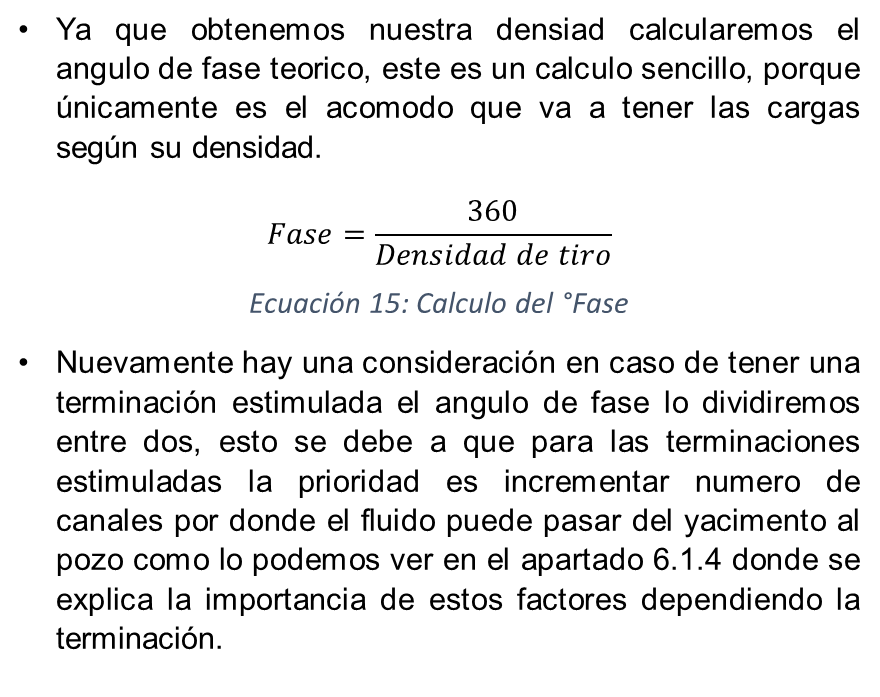 • Ya que obtenemos nuestra densiad calcularemos el
angulo de fase teorico, este es un calculo sencillo, porque
únicamente es el acomodo que va a tener las cargas
según su densidad.
Fase = 360 / Densidad de tiro
Ecuación 15: Calculo del °Fase
• Nuevamente hay una consideración en caso de tener una
terminación estimulada el angulo de fase lo dividiremos
entre dos, esto se debe a que para las terminaciones
estimuladas la prioridad es incrementar numero de
canales por donde el fluido puede pasar del yacimento al
pozo como lo podemos ver en el apartado 6.1.4 donde se
explica la importancia de estos factores dependiendo la
terminación.